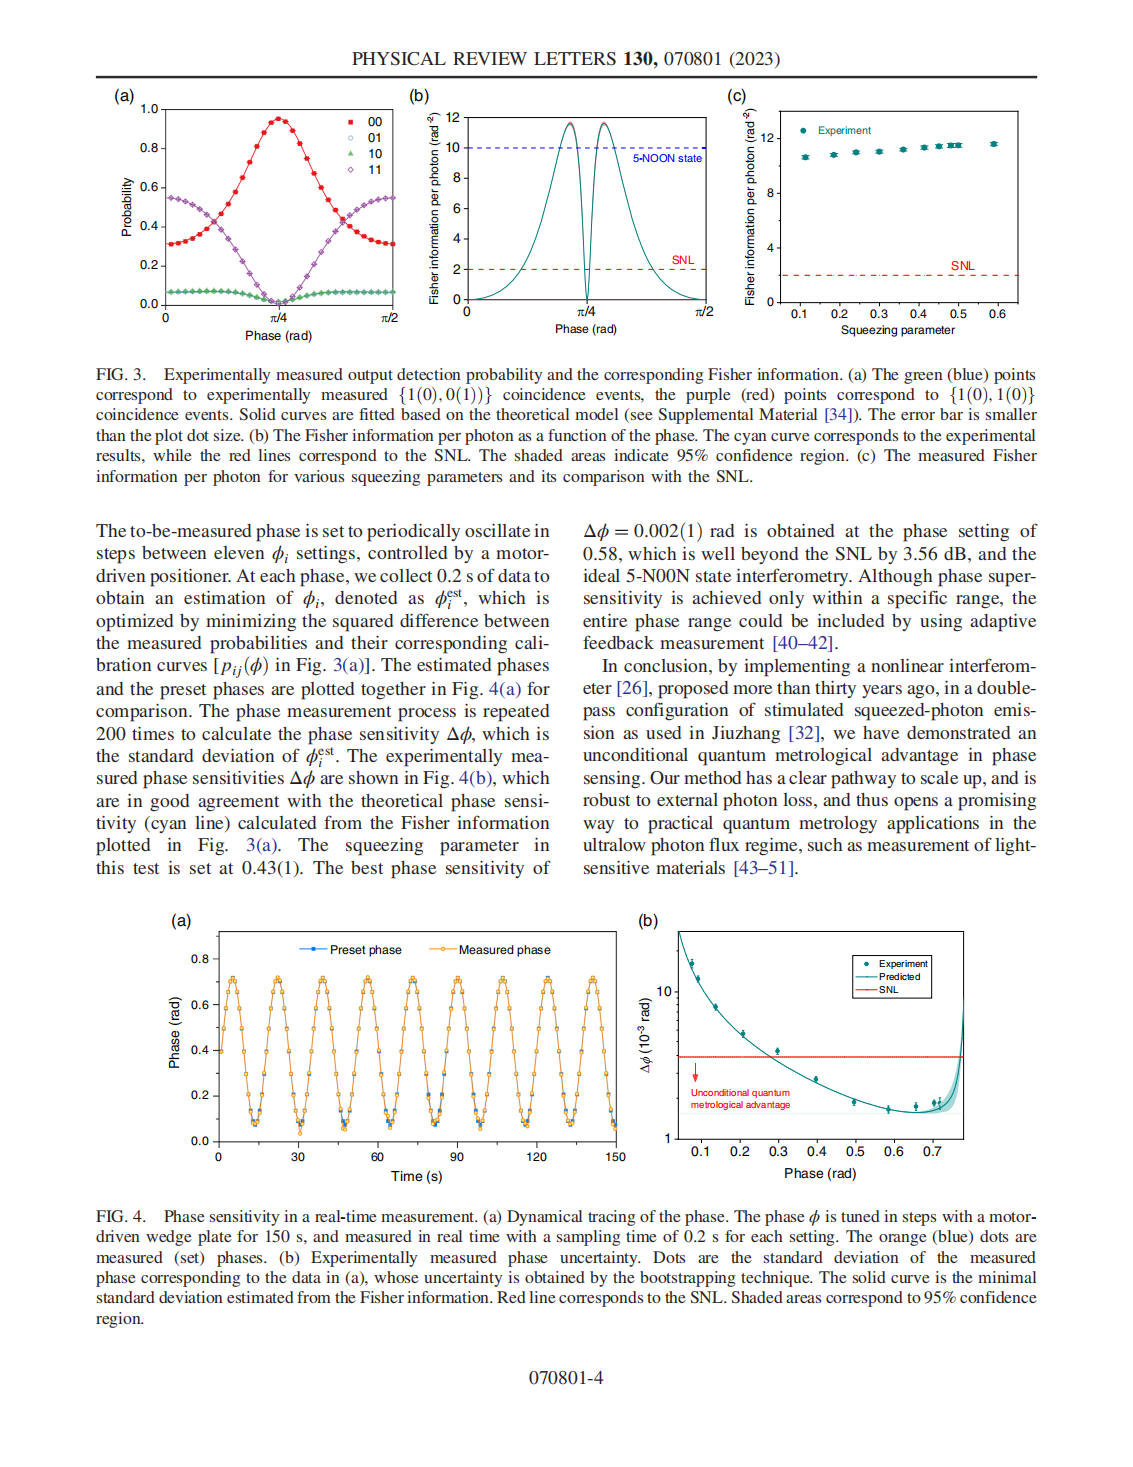 PHYSICAL REVIEW LETTERS 130, 070801 (2023)
(a)
1.0
0.8
0.6
0.4
0.2
0.0
Probability
00
01
10
11
0
π/4
π/2
Phase (rad)
(b)
12
10
8
6
4
2
0
Fisher information per photon (rad⁻²)
5-NOON state
SNL
0
π/4
π/2
Phase (rad)
(c)
12
8
4
0
Fisher information per photon (rad⁻²)
Experiment
SNL
0.1 0.2 0.3 0.4 0.5 0.6
Squeezing parameter
FIG. 3. Experimentally measured output detection probability and the corresponding Fisher information. (a) The green (blue) points
correspond to experimentally measured {1(0), 0(1))} coincidence events, the purple (red) points correspond to {1(0), 1(0)}
coincidence events. Solid curves are fitted based on the theoretical model (see Supplemental Material [34]). The error bar is smaller
than the plot dot size. (b) The Fisher information per photon as a function of the phase. The cyan curve corresponds to the experimental
results, while the red lines correspond to the SNL. The shaded areas indicate 95% confidence region. (c) The measured Fisher
information per photon for various squeezing parameters and its comparison with the SNL.
The to-be-measured phase is set to periodically oscillate in
steps between eleven ϕᵢ settings, controlled by a motor-
driven positioner. At each phase, we collect 0.2 s of data to
obtain an estimation of ϕᵢ, denoted as ϕᵢᵉˢᵗ, which is
optimized by minimizing the squared difference between
the measured probabilities and their corresponding cali-
bration curves [pᵢⱼ(ϕ) in Fig. 3(a)]. The estimated phases
and the preset phases are plotted together in Fig. 4(a) for
comparison. The phase measurement process is repeated
200 times to calculate the phase sensitivity Δϕ, which is
the standard deviation of ϕᵢᵉˢᵗ. The experimentally mea-
sured phase sensitivities Δϕ are shown in Fig. 4(b), which
are in good agreement with the theoretical phase sensi-
tivity (cyan line) calculated from the Fisher information
plotted in Fig. 3(a). The squeezing parameter in
this test is set at 0.43(1). The best phase sensitivity of
Δϕ = 0.002(1) rad is obtained at the phase setting of
0.58, which is well beyond the SNL by 3.56 dB, and the
ideal 5-N00N state interferometry. Although phase super-
sensitivity is achieved only within a specific range, the
entire phase range could be included by using adaptive
feedback measurement [40–42].
In conclusion, by implementing a nonlinear interferom-
eter [26], proposed more than thirty years ago, in a double-
pass configuration of stimulated squeezed-photon emis-
sion as used in Jiuzhang [32], we have demonstrated an
unconditional quantum metrological advantage in phase
sensing. Our method has a clear pathway to scale up, and is
robust to external photon loss, and thus opens a promising
way to practical quantum metrology applications in the
ultralow photon flux regime, such as measurement of light-
sensitive materials [43–51].
(a)
0.8
0.6
0.4
0.2
0.0
Phase (rad)
Preset phase
Measured phase
0 30 60 90 120 150
Time (s)
(b)
10
1
Δϕ (10⁻³ rad)
Experiment
Predicted
SNL
Unconditional quantum
metrological advantage
0.1 0.2 0.3 0.4 0.5 0.6 0.7
Phase (rad)
FIG. 4. Phase sensitivity in a real-time measurement. (a) Dynamical tracing of the phase. The phase ϕ is tuned in steps with a motor-
driven wedge plate for 150 s, and measured in real time with a sampling time of 0.2 s for each setting. The orange (blue) dots are
measured (set) phases. (b) Experimentally measured phase uncertainty. Dots are the standard deviation of the measured
phase corresponding to the data in (a), whose uncertainty is obtained by the bootstrapping technique. The solid curve is the minimal
standard deviation estimated from the Fisher information. Red line corresponds to the SNL. Shaded areas correspond to 95% confidence
region.
070801-4